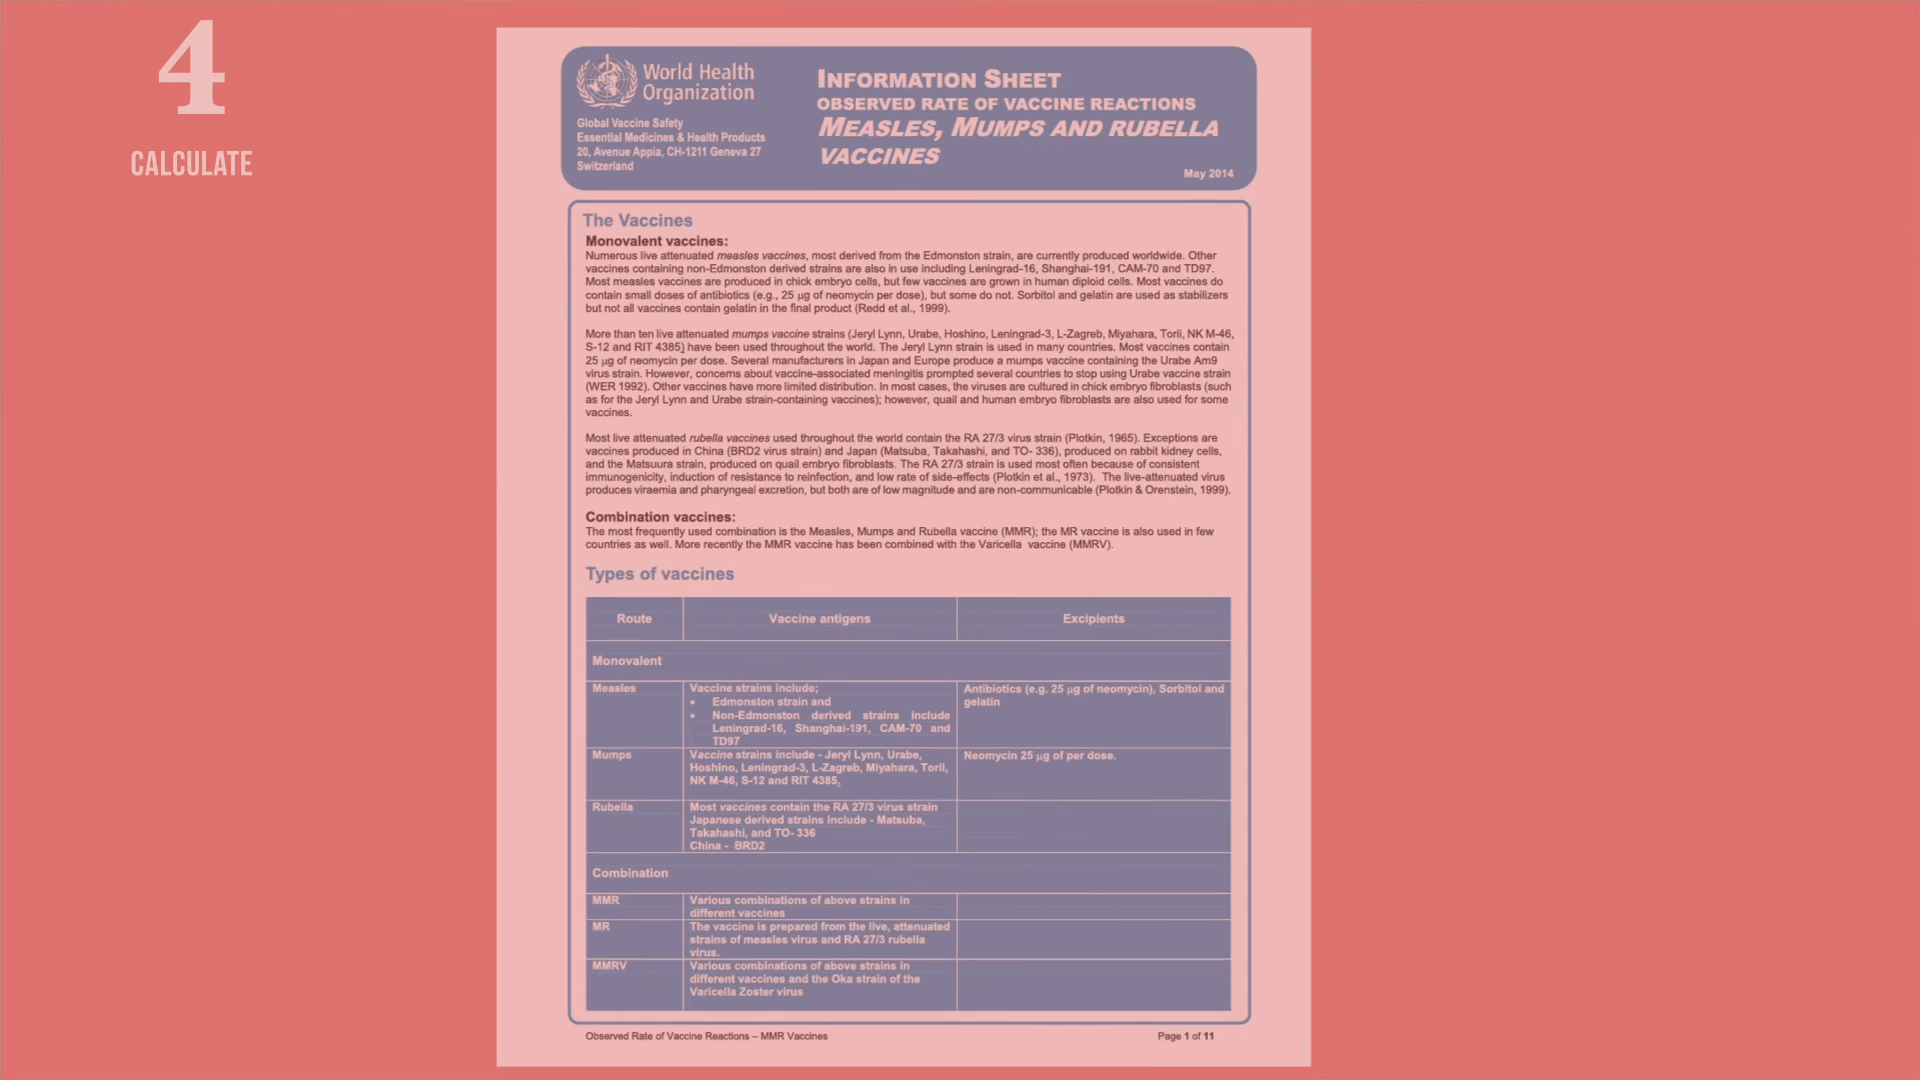 4
CALCULATE
World Health
Organization
Global Vaccine Safety
Essential Medicines & Health Products
20, Avenue Appia, CH-1211 Geneva 27
Switzerland
INFORMATION SHEET
OBSERVED RATE OF VACCINE REACTIONS
MEASLES, MUMPS AND RUBELLA
VACCINES
May 2014
The Vaccines
Monovalent vaccines:
Numerous live attenuated measles vaccines, most derived from the Edmonston strain, are currently produced worldwide. Other
vaccines containing non-Edmonston derived strains are also in use including Leningrad-16, Shanghai-191, CAM-70 and TD97.
Most measles vaccines are produced in chick embryo cells, but few vaccines are grown in human diploid cells. Most vaccines do
contain small doses of antibiotics (e.g., 25 µg of neomycin per dose), but some do not. Sorbitol and gelatin are used as stabilizers
but not all vaccines contain gelatin in the final product (Redd et al., 1999).
More than ten live attenuated mumps vaccine strains (Jeryl Lynn, Urabe, Hoshino, Leningrad-3, L-Zagreb, Miyahara, Torii, NK M-46,
S-12 and RIT 4385) have been used throughout the world. The Jeryl Lynn strain is used in many countries. Most vaccines contain
25 µg of neomycin per dose. Several manufacturers in Japan and Europe produce a mumps vaccine containing the Urabe Am9
virus strain. However, concerns about vaccine-associated meningitis prompted several countries to stop using Urabe vaccine strain
(WER 1992). Other vaccines have more limited distribution. In most cases, the viruses are cultured in chick embryo fibroblasts (such
as for the Jeryl Lynn and Urabe strain-containing vaccines); however, quail and human embryo fibroblasts are also used for some
vaccines.
Most live attenuated rubella vaccines used throughout the world contain the RA 27/3 virus strain (Plotkin, 1965). Exceptions are
vaccines produced in China (BRD2 virus strain) and Japan (Matsuba, Takahashi, and TO- 336), produced on rabbit kidney cells,
and the Matsuura strain, produced on quail embryo fibroblasts. The RA 27/3 strain is used most often because of consistent
immunogenicity, induction of resistance to reinfection, and low rate of side-effects (Plotkin et al., 1973). The live-attenuated virus
produces viraemia and pharyngeal excretion, but both are of low magnitude and are non-communicable (Plotkin & Orenstein, 1999).
Combination vaccines:
The most frequently used combination is the Measles, Mumps and Rubella vaccine (MMR); the MR vaccine is also used in few
countries as well. More recently the MMR vaccine has been combined with the Varicella vaccine (MMRV).
Types of vaccines
Route Vaccine antigens Excipients
Monovalent
Measles Vaccine strains include; Antibiotics (e.g. 25 µg of neomycin), Sorbitol and
• Edmonston strain and gelatin
• Non-Edmonston derived strains include
Leningrad-16, Shanghai-191, CAM-70 and
TD97
Mumps Vaccine strains include - Jeryl Lynn, Urabe, Neomycin 25 µg of per dose.
Hoshino, Leningrad-3, L-Zagreb, Miyahara, Torii,
NK M-46, S-12 and RIT 4385,
Rubella Most vaccines contain the RA 27/3 virus strain
Japanese derived strains include - Matsuba,
Takahashi, and TO- 336
China - BRD2
Combination
MMR Various combinations of above strains in
different vaccines
MR The vaccine is prepared from the live, attenuated
strains of measles virus and RA 27/3 rubella
virus.
MMRV Various combinations of above strains in
different vaccines and the Oka strain of the
Varicella Zoster virus
Observed Rate of Vaccine Reactions – MMR Vaccines Page 1 of 11